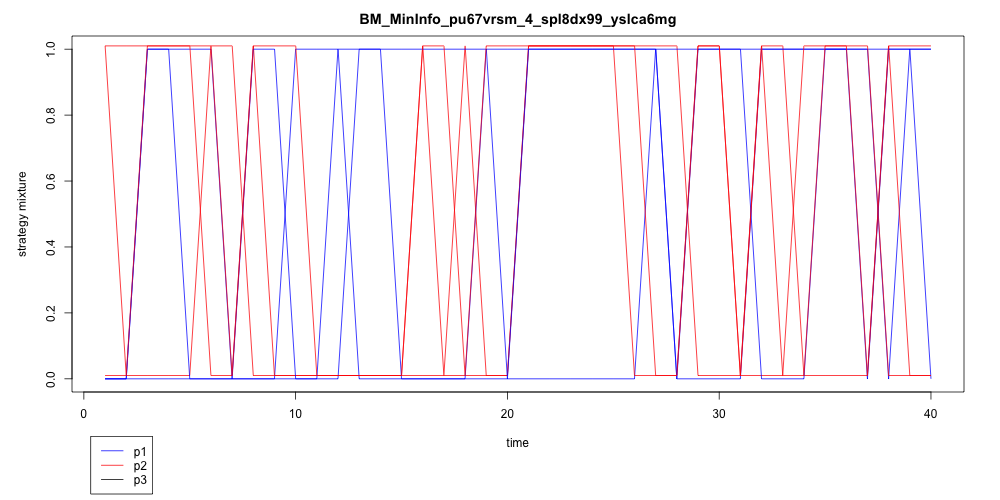 BM_MinInfo_pu67vrsm_4_spl8dx99_yslca6mg
strategy mixture
1.0
0.8
0.6
0.4
0.2
0.0
0 10 20 30 40
time
p1
p2
p3